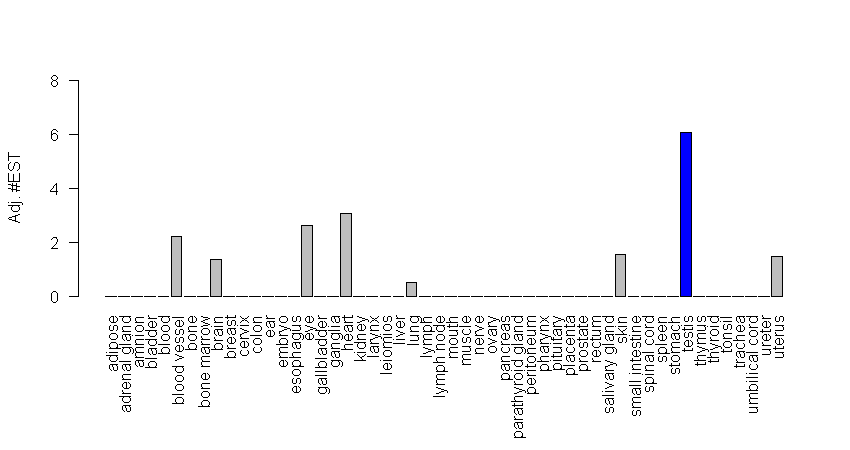 8
6
4
2
0
Adj. #EST
adipose
adrenal gland
amnion
bladder
blood
blood vessel
bone
bone marrow
brain
breast
cervix
colon
ear
embryo
esophagus
eye
gallbladder
ganglia
heart
kidney
larynx
leiomios
liver
lung
lymph
lymph node
mouth
muscle
nerve
ovary
pancreas
parathyroid gland
peritoneum
pharynx
pituitary
placenta
prostate
rectum
salivary gland
skin
small intestine
spinal cord
spleen
stomach
testis
thymus
thyroid
tonsil
trachea
umbilical cord
ureter
uterus